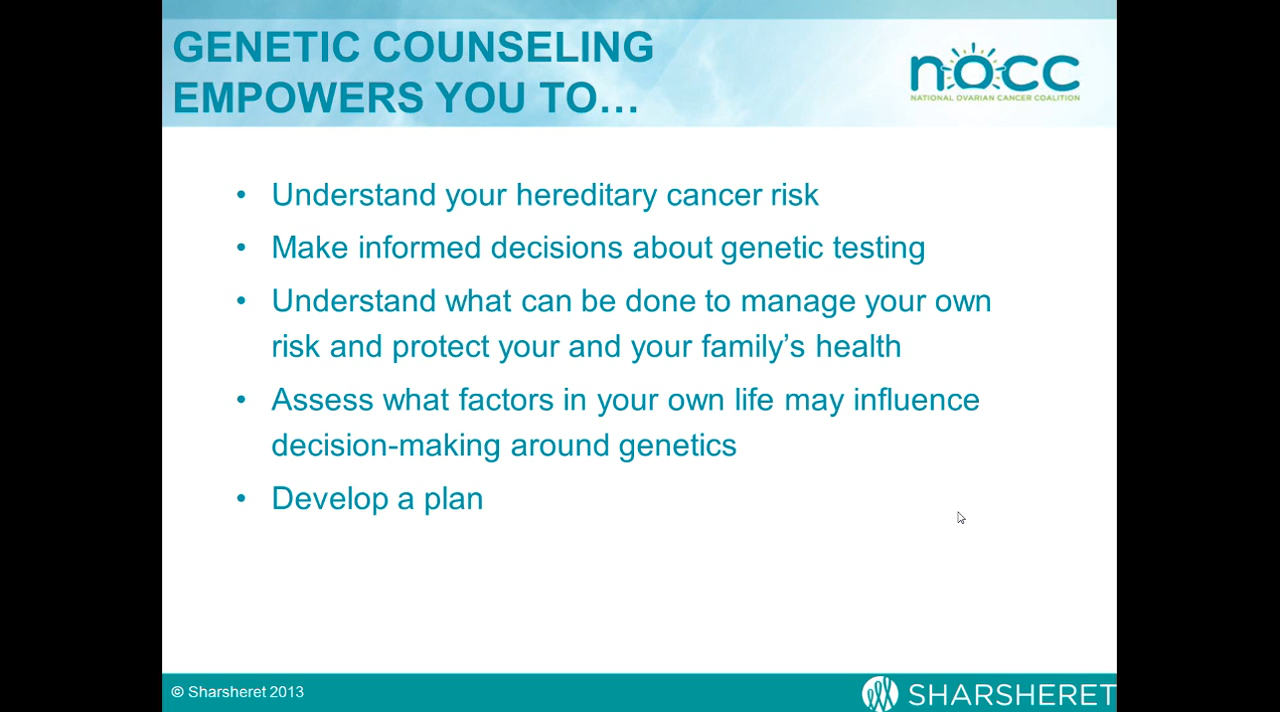 GENETIC COUNSELING
EMPOWERS YOU TO…
nocc
NATIONAL OVARIAN CANCER COALITION
• Understand your hereditary cancer risk
• Make informed decisions about genetic testing
• Understand what can be done to manage your own
risk and protect your and your family’s health
• Assess what factors in your own life may influence
decision-making around genetics
• Develop a plan
© Sharsheret 2013
SHARSHERET